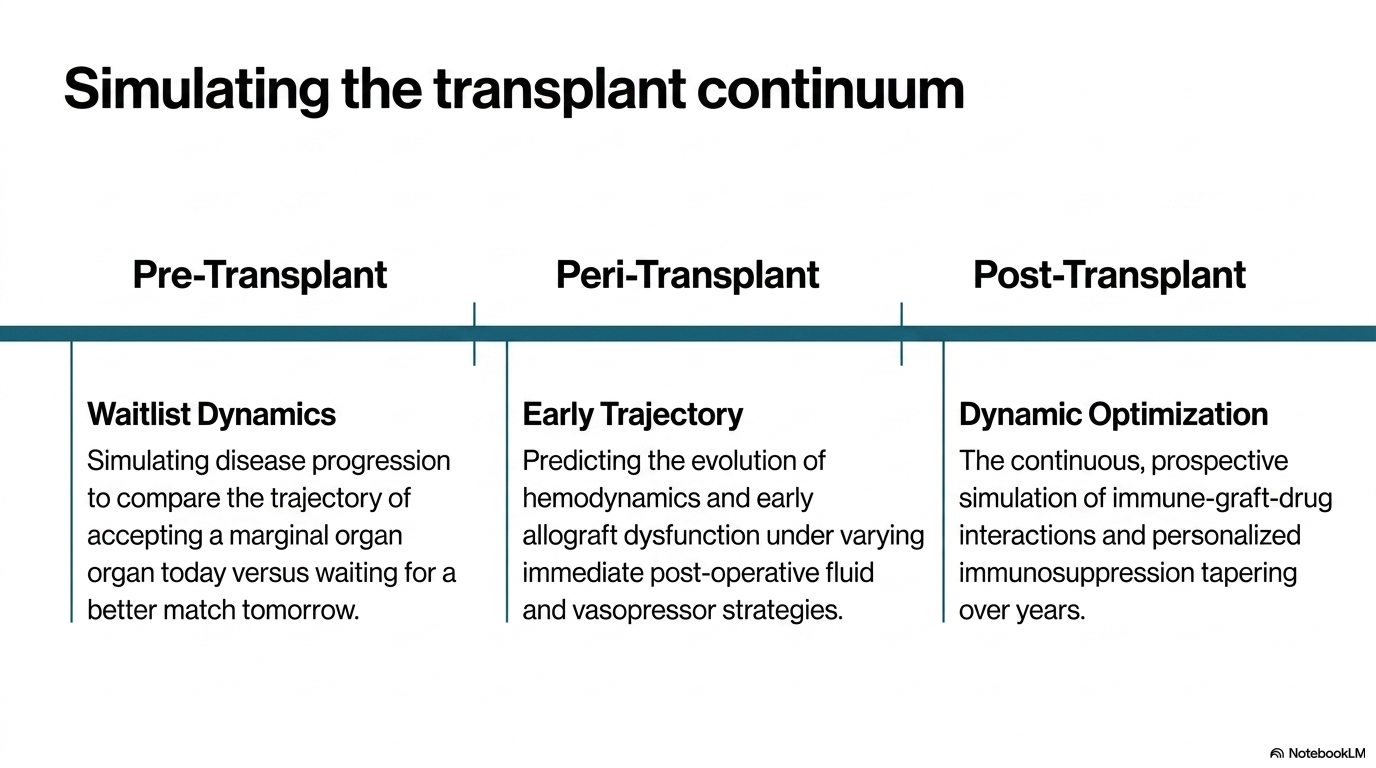 Simulating the transplant continuum
Pre-Transplant
Peri-Transplant
Post-Transplant
Waitlist Dynamics
Simulating disease progression
to compare the trajectory of
accepting a marginal organ
organ today versus waiting for a
better match tomorrow.
Early Trajectory
Predicting the evolution of
hemodynamics and early
allograft dysfunction under varying
immediate post-operative fluid
and vasopressor strategies.
Dynamic Optimization
The continuous, prospective
simulation of immune-graft-drug
interactions and personalized
immunosuppression tapering
over years.
NotebookLM